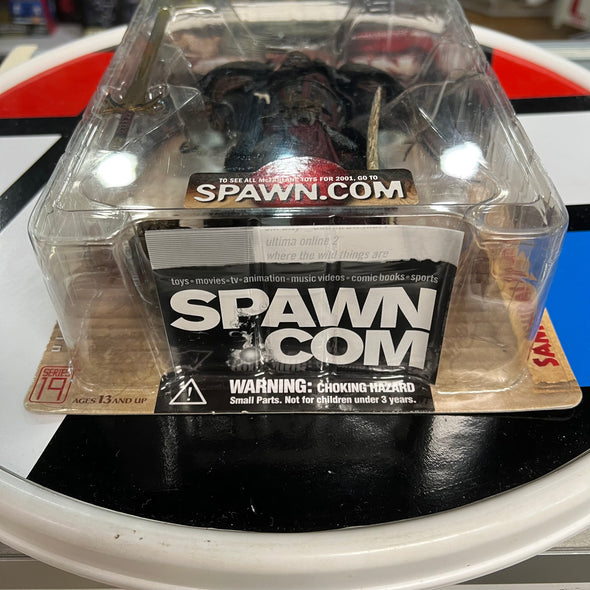 TO SEE ALL McFARLANE TOYS FOR 2001, GO TO
SPAWN.COM
ultima online 2
where the wild things are
toys-movies-tv-animation-music videos-comic books-sports
SPAWN
.COM
SERIES
19
AGES 13 AND UP
WARNING: CHOKING HAZARD
Small Parts. Not for children under 3 years.